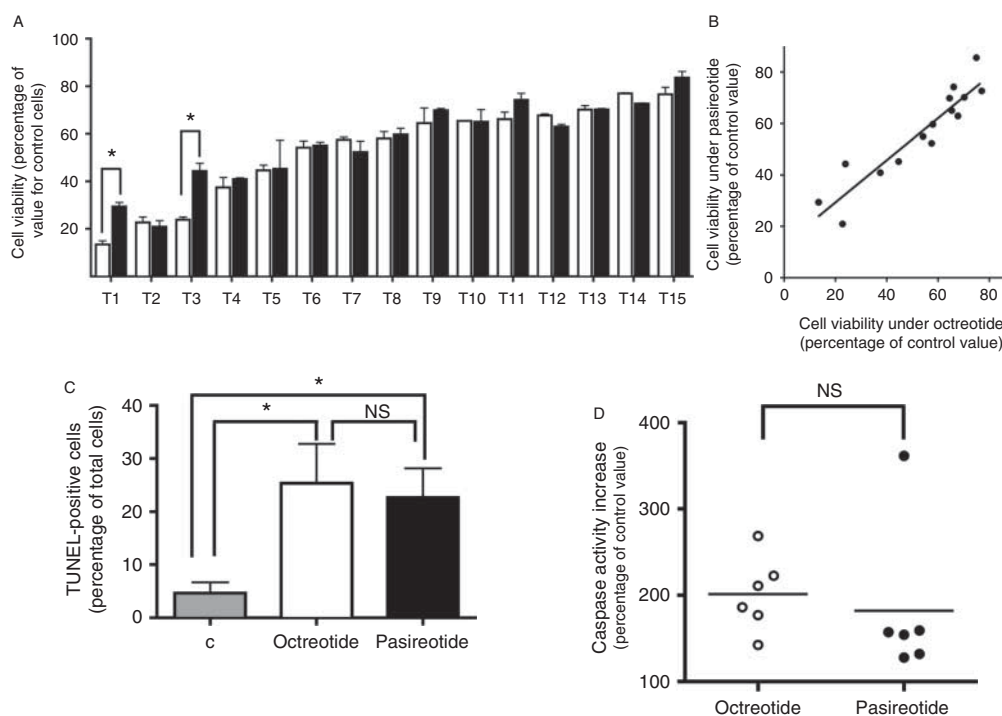 A
Cell viability (percentage of
value for control cells)
100
80
60
40
20
*
*
T1 T2 T3 T4 T5 T6 T7 T8 T9 T10 T11 T12 T13 T14 T15
B
Cell viability under pasireotide
(percentage of control value)
100
80
60
40
20
0
0 20 40 60 80
Cell viability under octreotide
(percentage of control value)
C
TUNEL-positive cells
(percentage of total cells)
40
30
20
10
0
*
*
NS
c Octreotide Pasireotide
D
Caspase activity increase
(percentage of control value)
400
300
200
100
NS
Octreotide Pasireotide